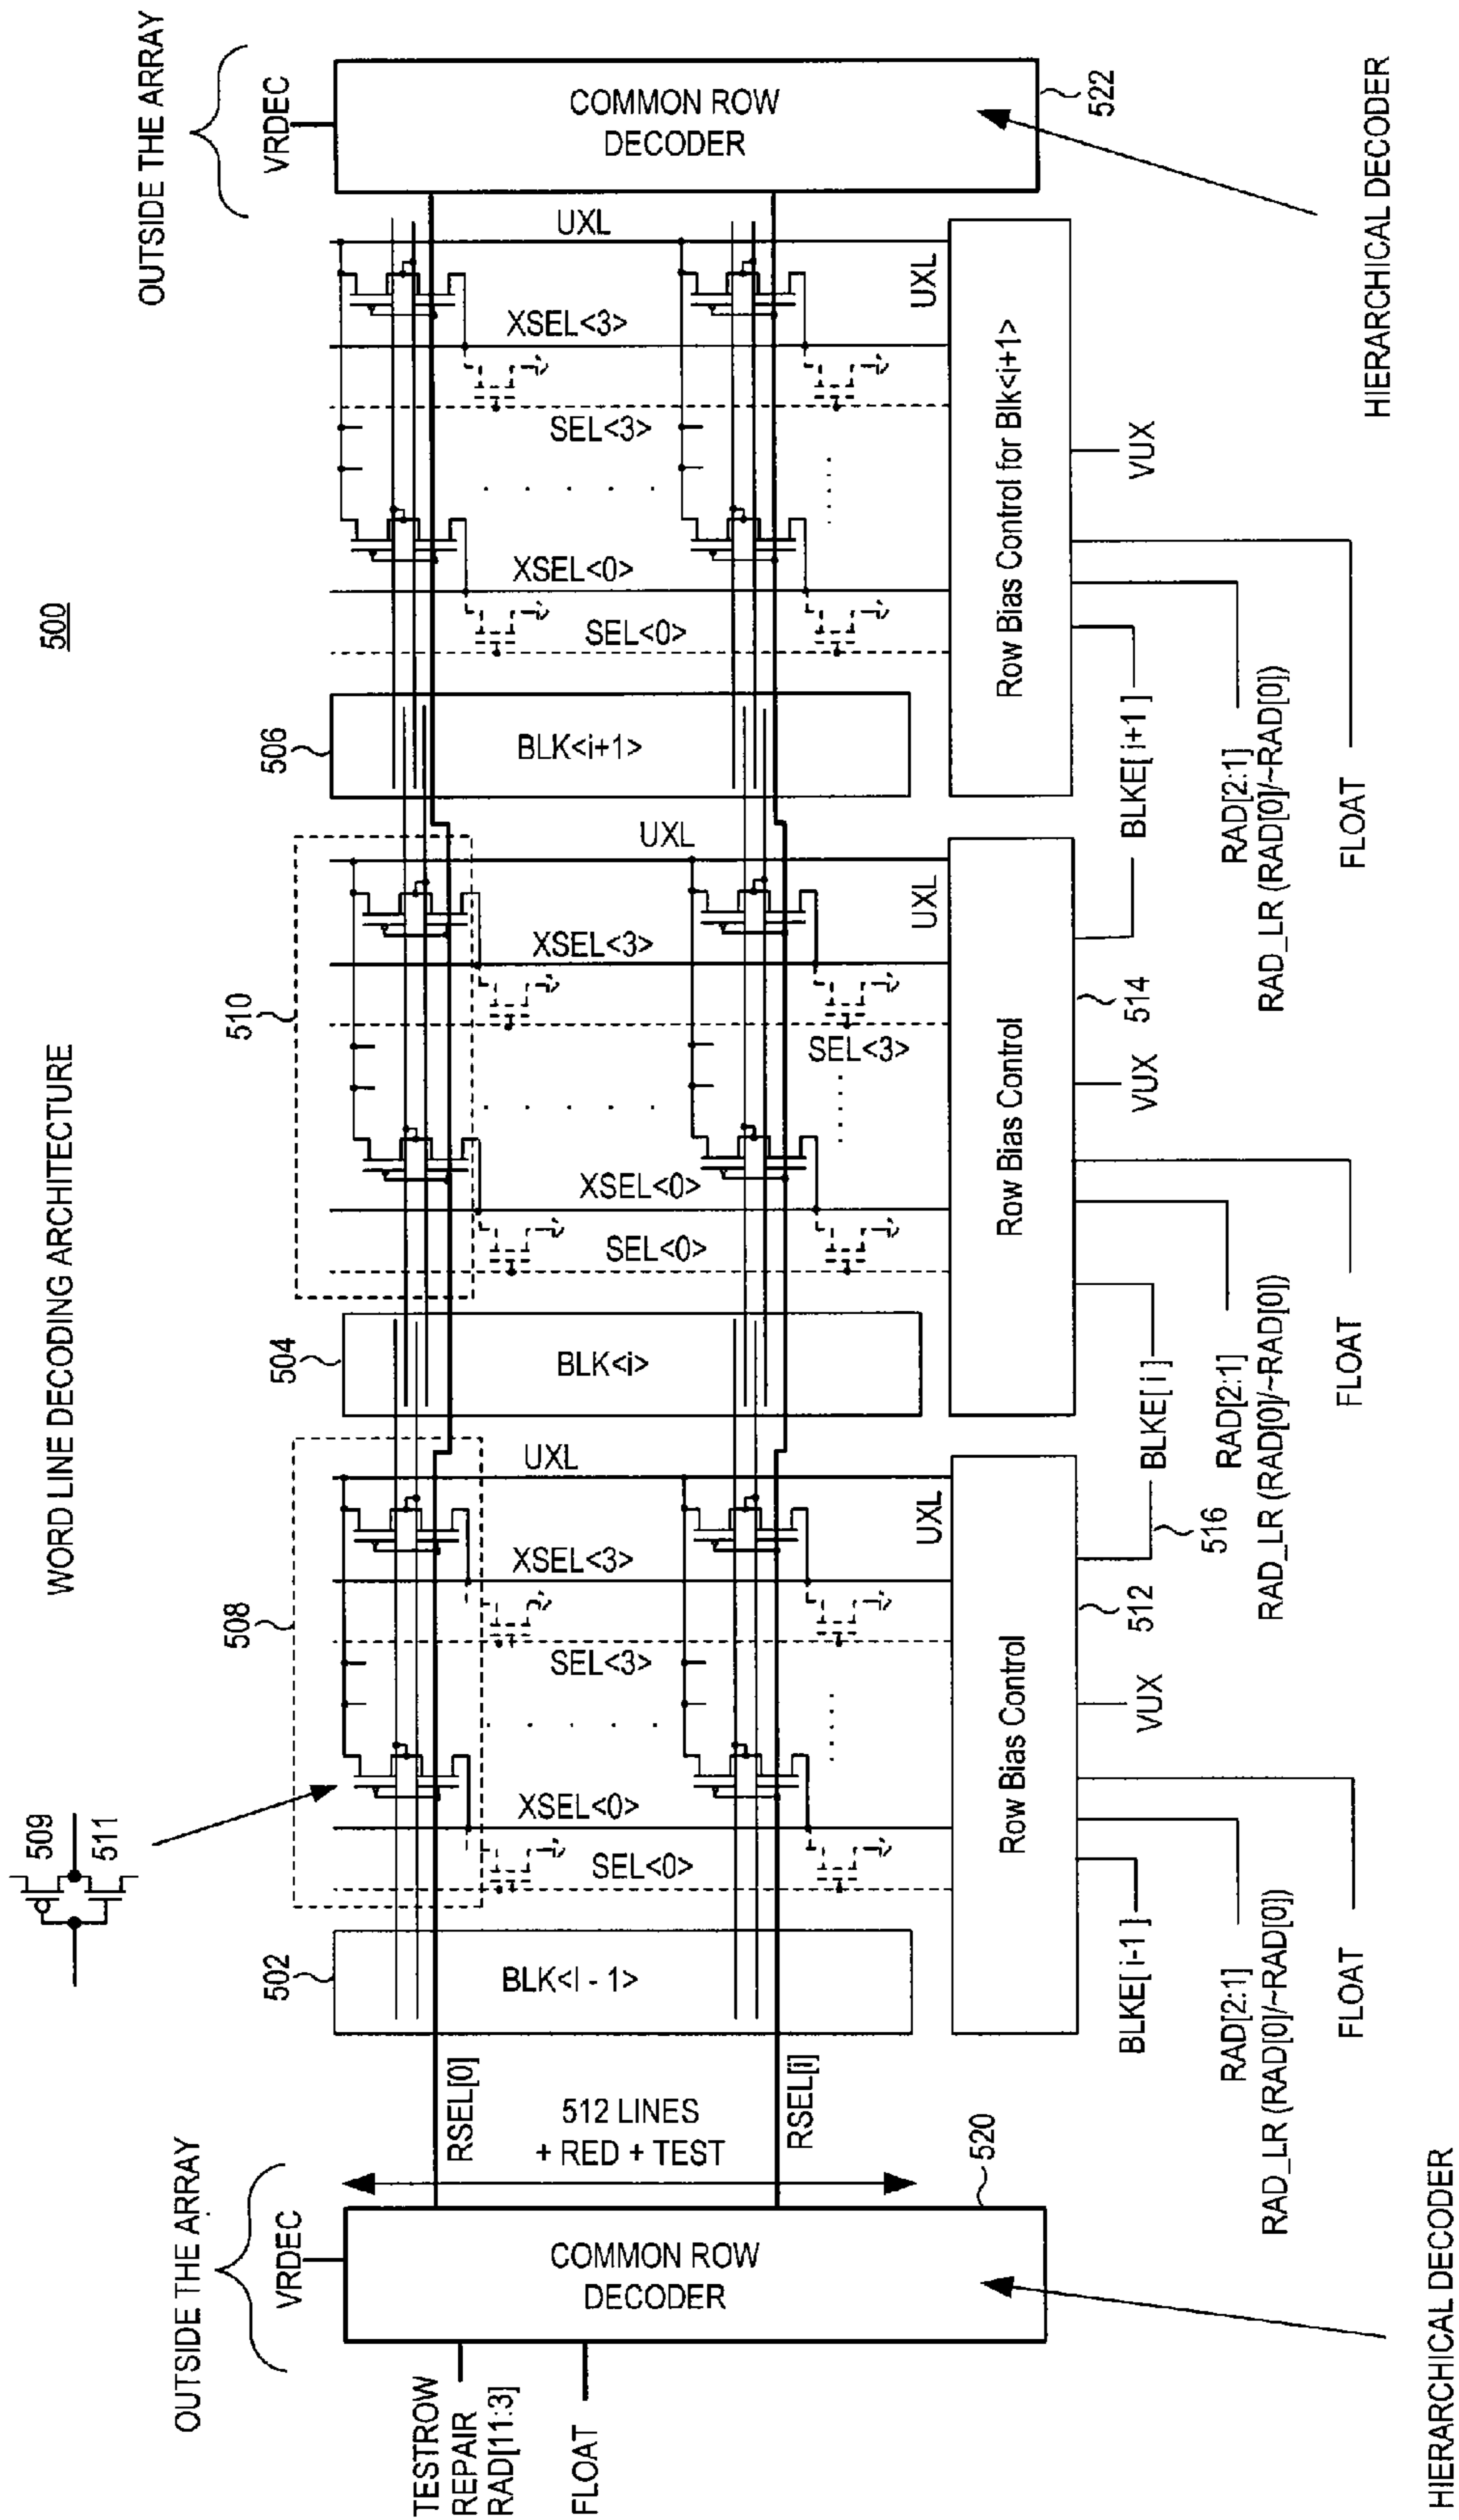 WORD LINE DECODING ARCHITECTURE
500
OUTSIDE THE ARRAY
VRDEC
COMMON ROW
DECODER
TESTROW
REPAIR
RAD[11:3]
FLOAT
520
HIERARCHICAL DECODER
RSEL[0]
512 LINES
+ RED + TEST
RSEL[i]
509
511
502
BLK<I - 1>
508
SEL<0>
XSEL<0>
SEL<3>
XSEL<3>
UXL
UXL
Row Bias Control
512
BLKE[ i-1 ]
RAD[2:1]
RAD_LR (RAD[0]/~RAD[0])
FLOAT
VUX
516
BLKE[ i ]
504
BLK<i>
510
SEL<0>
XSEL<0>
SEL<3>
XSEL<3>
UXL
UXL
Row Bias Control
514
RAD[2:1]
RAD_LR (RAD[0]/~RAD[0])
FLOAT
VUX
BLKE[ i+1 ]
506
BLK<i+1>
SEL<0>
XSEL<0>
SEL<3>
XSEL<3>
UXL
UXL
Row Bias Control for Blk<i+1>
RAD[2:1]
RAD_LR (RAD[0]/~RAD[0])
FLOAT
VUX
OUTSIDE THE ARRAY
VRDEC
COMMON ROW
DECODER
522
HIERARCHICAL DECODER